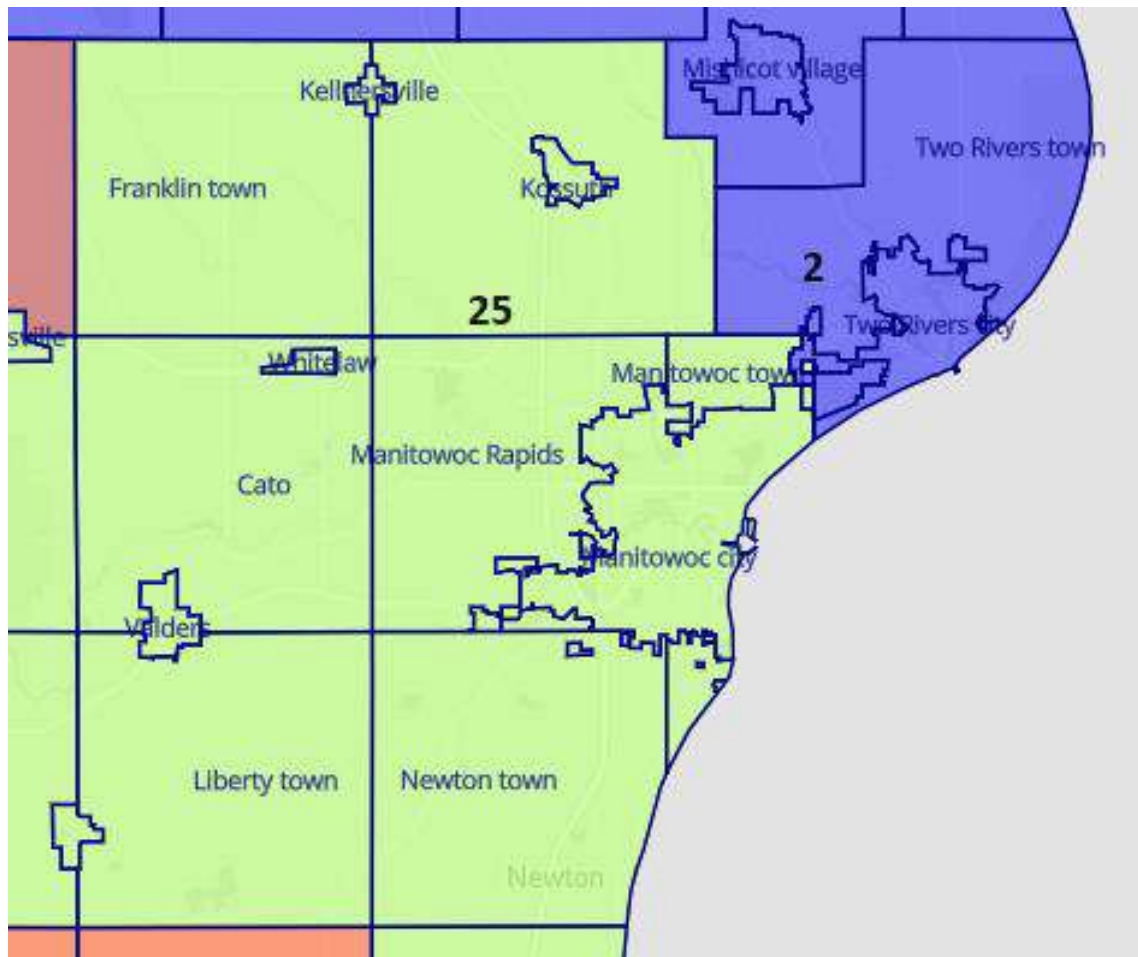 Mishicot village
Kellnersville
Two Rivers town
Franklin town
Kossuth
2
25
Two Rivers city
sville
Whitelaw
Manitowoc town
Manitowoc Rapids
Cato
Manitowoc city
Valders
Liberty town
Newton town
Newton